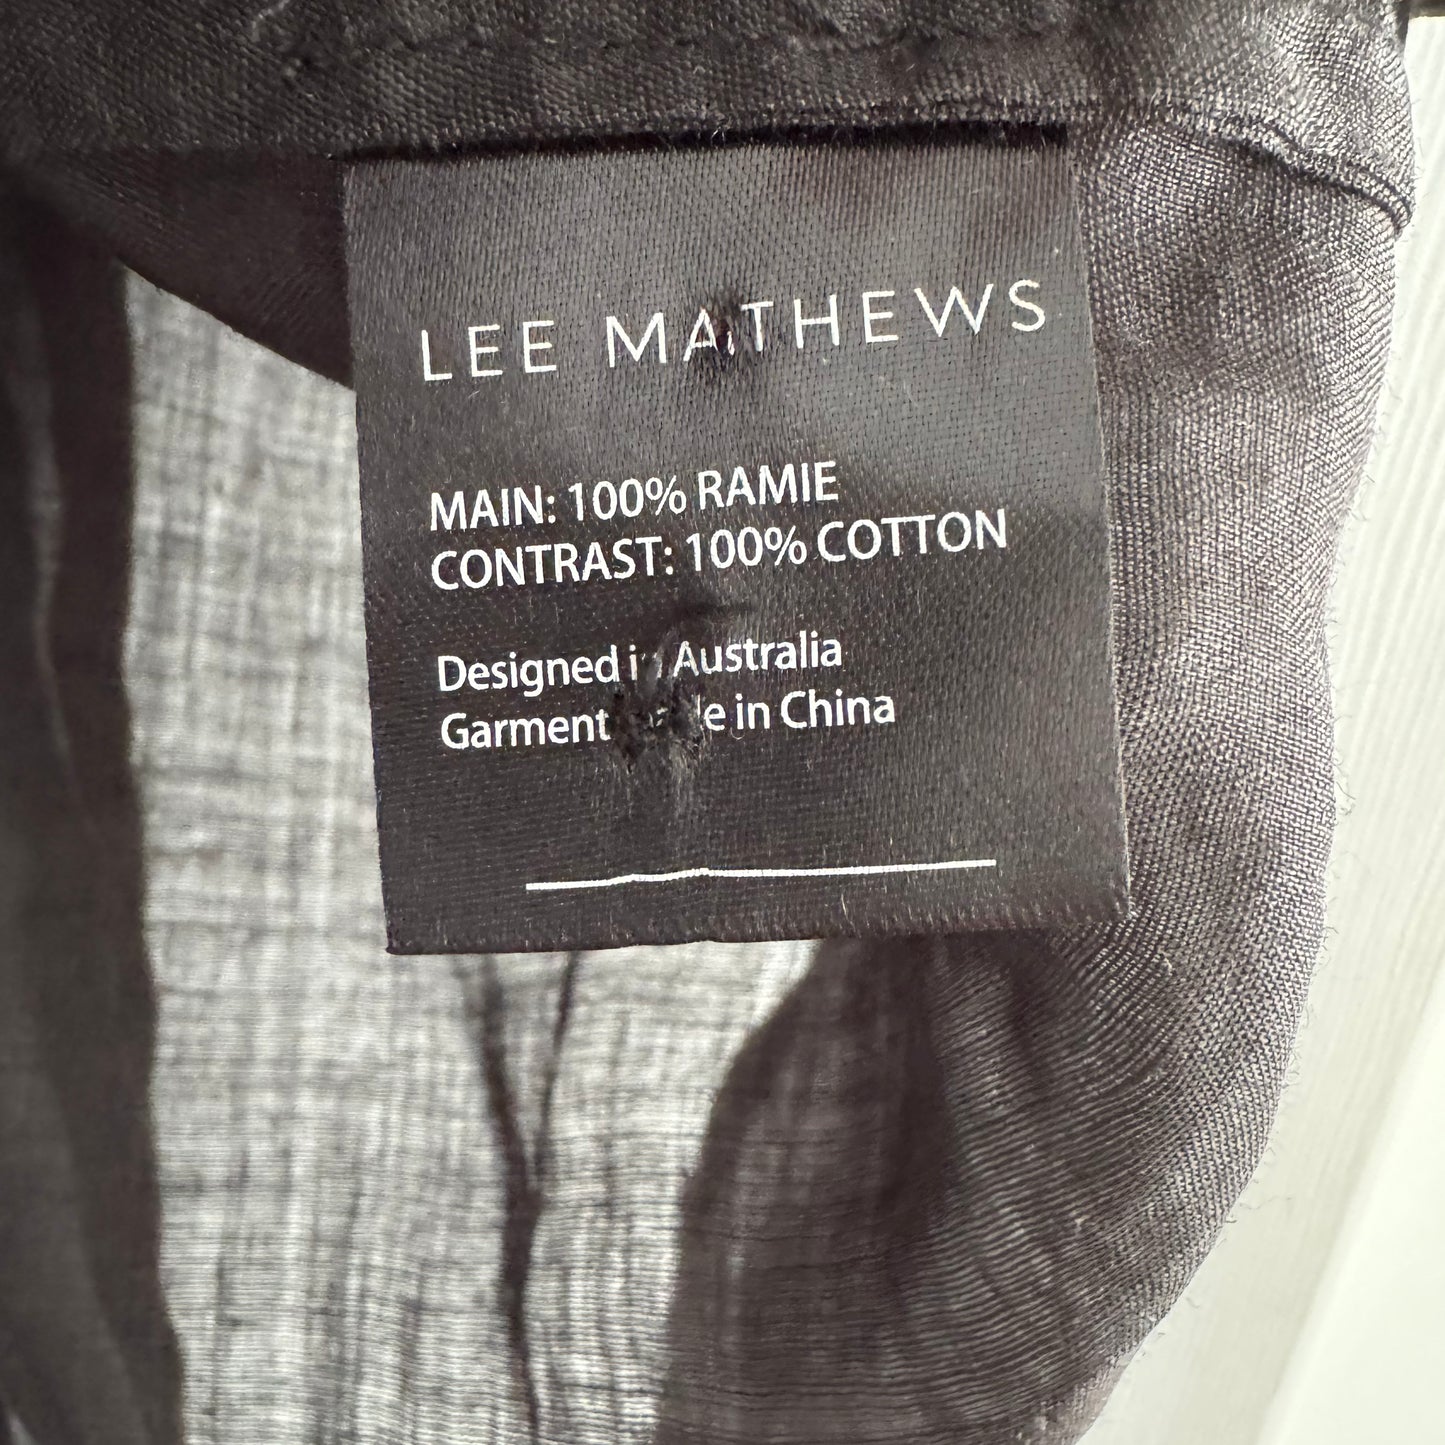 LEE MATHEWS
MAIN: 100% RAMIE
CONTRAST: 100% COTTON
Designed in Australia
Garment in China